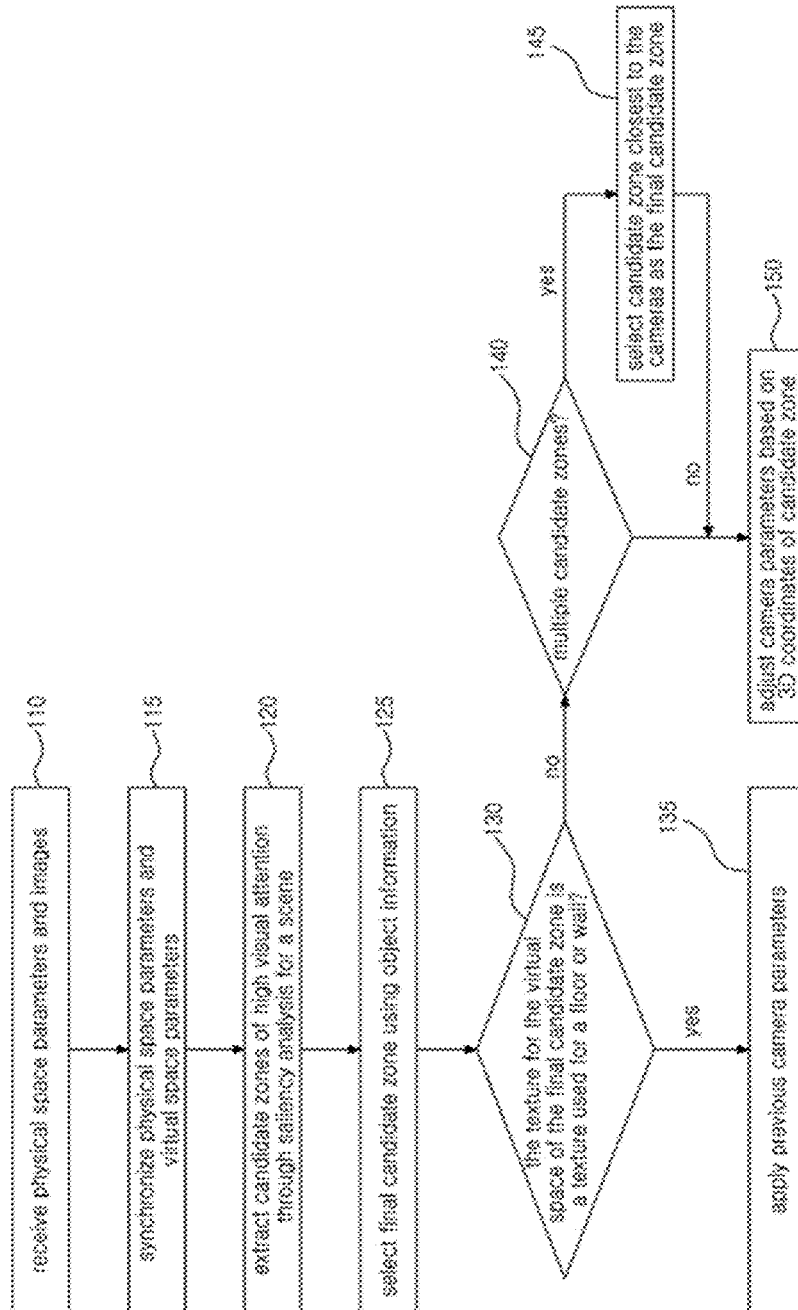 receive physical space parameters and images
110
synchronize physical space parameters and
virtual space parameters
115
extract candidate zones of high visual attention
through saliency analysis for a scene
120
select final candidate zone using object information
125
the texture for the virtual
space of the final candidate zone is
a texture used for a floor or wall?
130
no
yes
apply previous camera parameters
135
multiple candidate zones?
140
yes
select candidate zone closest to the
cameras as the final candidate zone
145
no
adjust camera parameters based on
3D coordinates of candidate zone
150